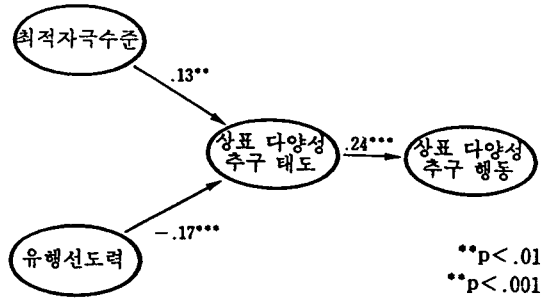 최적자극수준
.13**
상표 다양성
추구 태도
.24***
상표 다양성
추구 행동
-.17***
유행선도력
**p<.01
**p<.001